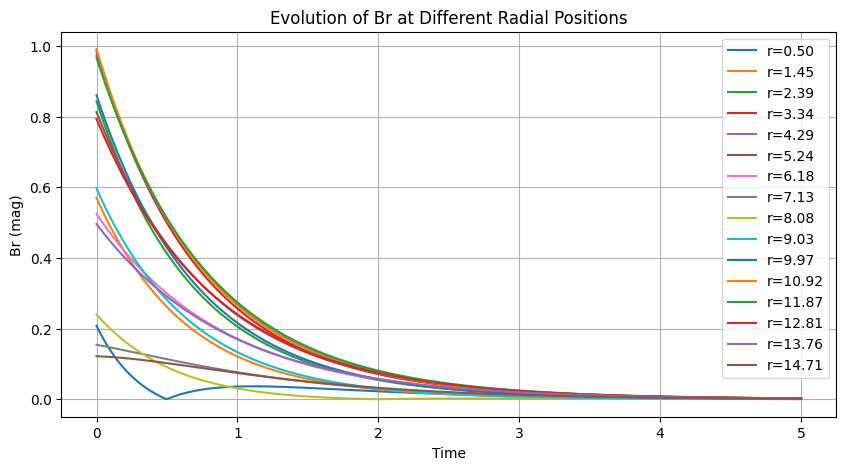 Evolution of Br at Different Radial Positions
Br (mag)
1.0
0.8
0.6
0.4
0.2
0.0
0
1
2
3
4
5
Time
r=0.50
r=1.45
r=2.39
r=3.34
r=4.29
r=5.24
r=6.18
r=7.13
r=8.08
r=9.03
r=9.97
r=10.92
r=11.87
r=12.81
r=13.76
r=14.71